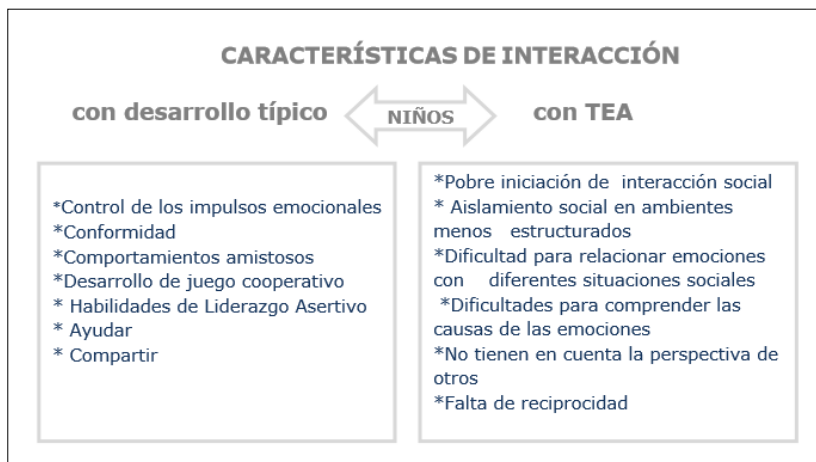 CARACTERÍSTICAS DE INTERACCIÓN
con desarrollo típico
NIÑOS
con TEA
*Control de los impulsos emocionales
*Conformidad
*Comportamientos amistosos
*Desarrollo de juego cooperativo
* Habilidades de Liderazgo Asertivo
* Ayudar
* Compartir
*Pobre iniciación de interacción social
* Aislamiento social en ambientes
menos estructurados
*Dificultad para relacionar emociones
con diferentes situaciones sociales
*Dificultades para comprender las
causas de las emociones
*No tienen en cuenta la perspectiva de
otros
*Falta de reciprocidad